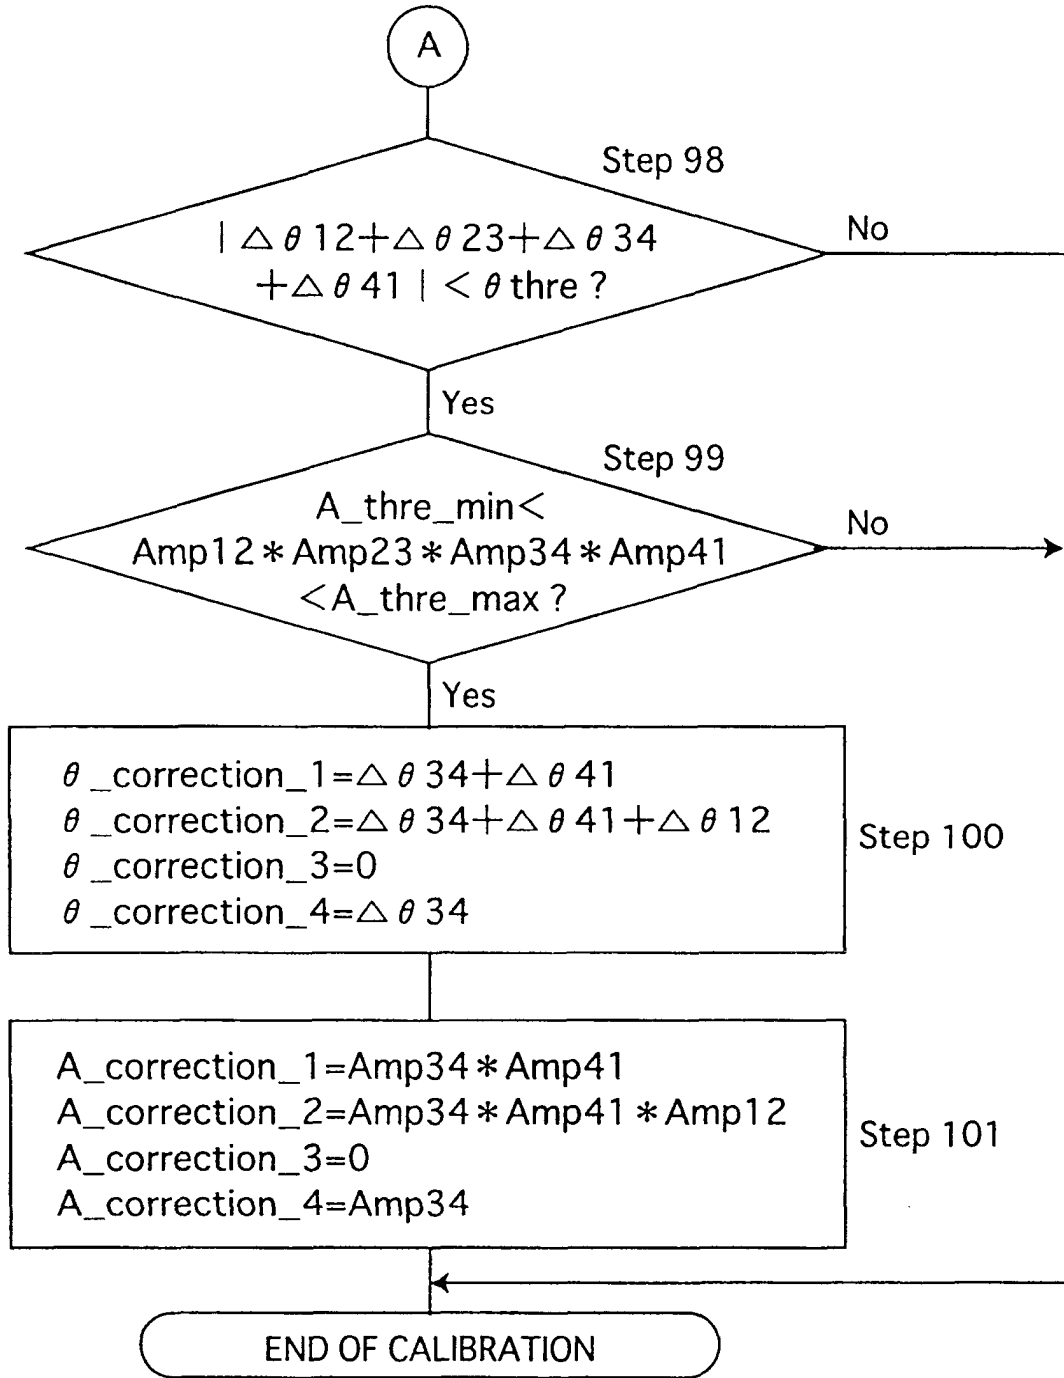 A
Step 98
| △θ12+△θ23+△θ34
+△θ41 | < θthre ?
No
Yes
Step 99
A_thre_min<
Amp12*Amp23*Amp34*Amp41
<A_thre_max ?
No
Yes
θ_correction_1=△θ34+△θ41
θ_correction_2=△θ34+△θ41+△θ12
θ_correction_3=0
θ_correction_4=△θ34
Step 100
A_correction_1=Amp34*Amp41
A_correction_2=Amp34*Amp41*Amp12
A_correction_3=0
A_correction_4=Amp34
Step 101
END OF CALIBRATION